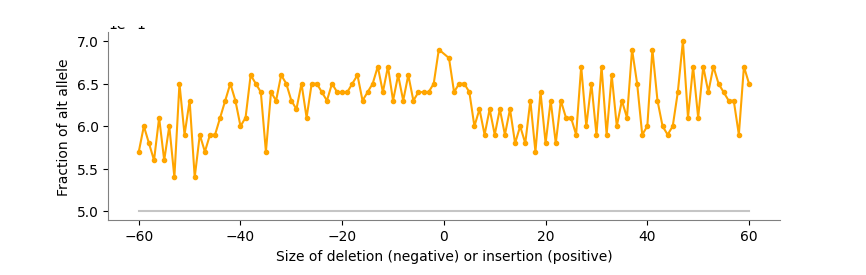 7.0
6.5
6.0
5.5
5.0
Fraction of alt allele
−60 −40 −20 0 20 40 60
Size of deletion (negative) or insertion (positive)